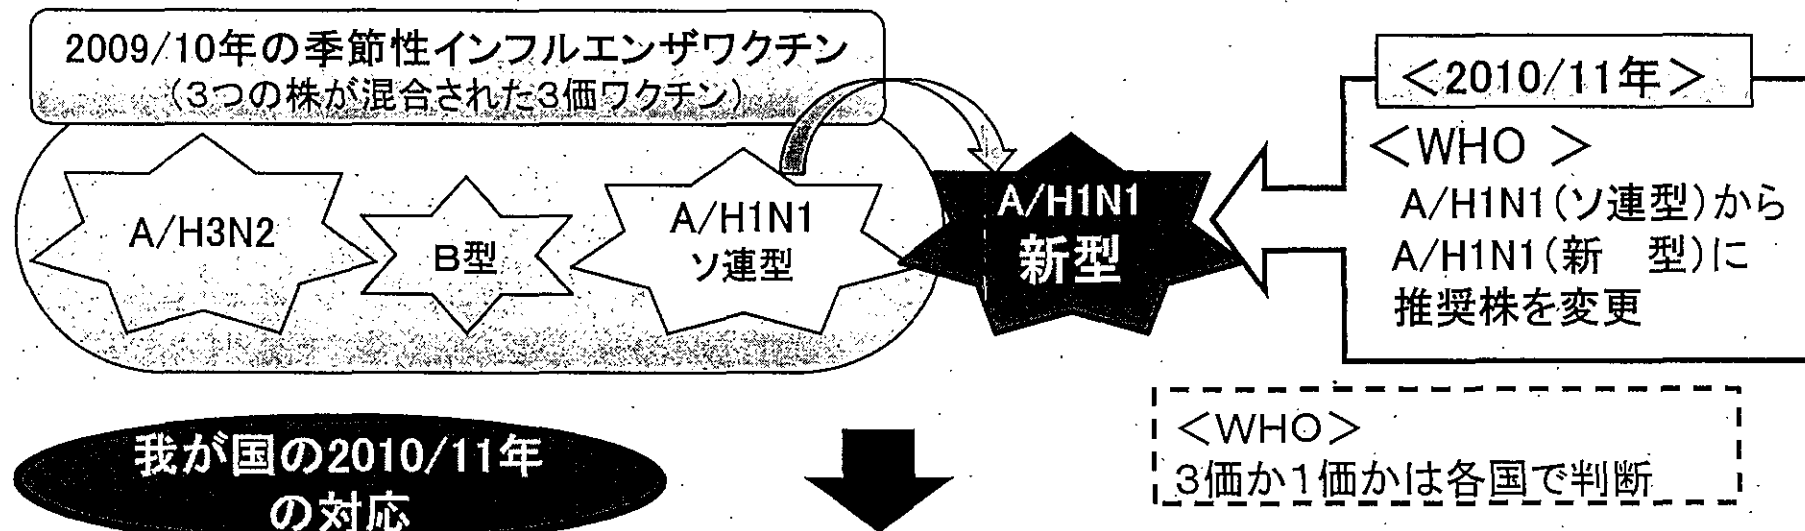 2009/10年の季節性インフルエンザワクチン
(3つの株が混合された3価ワクチン)
A/H3N2
B型
A/H1N1
ソ連型
A/H1N1
新型
＜2010/11年＞
＜WHO ＞
A/H1N1(ソ連型)から
A/H1N1(新　型)に
推奨株を変更
＜WHO＞
3価か1価かは各国で判断
我が国の2010/11年
の対応